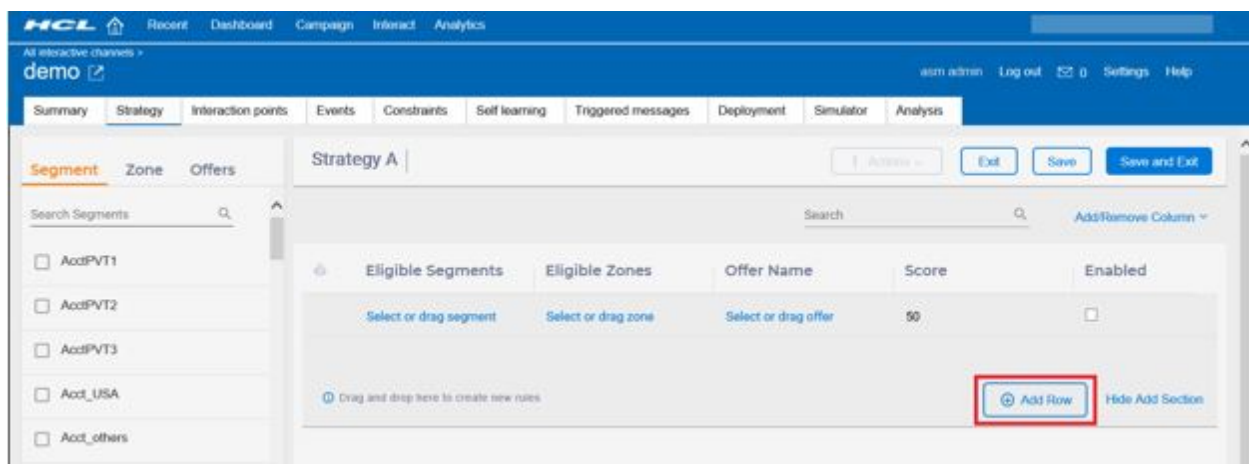 HCL Recent Dashboard Campaign Interact Analytics
All interactive channels >
demo
asm admin Log out 0 Settings Help
Summary Strategy Interaction points Events Constraints Self learning Triggered messages Deployment Simulator Analysis
Segment Zone Offers
Strategy A
Exit Save Save and Exit
Search Segments
Search
Add/Remove Column
AcctPVT1
Eligible Segments Eligible Zones Offer Name Score Enabled
AcctPVT2
Select or drag segment Select or drag zone Select or drag offer 50
AcctPVT3
Acct_USA
Drag and drop here to create new rules
Add Row Hide Add Section
Acct_others